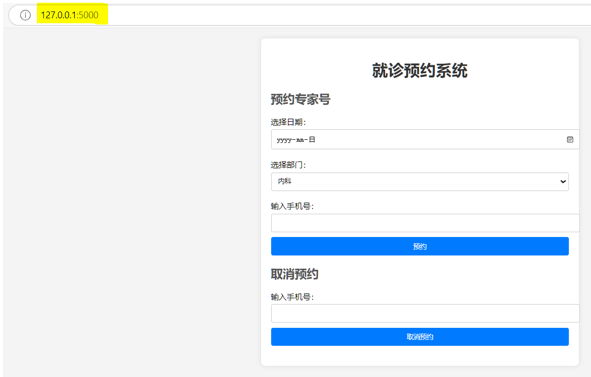 127.0.0.1:5000
就诊预约系统
预约专家号
选择日期：
yyyy-mm-日
选择部门：
内科
输入手机号：
预约
取消预约
输入手机号：
取消预约